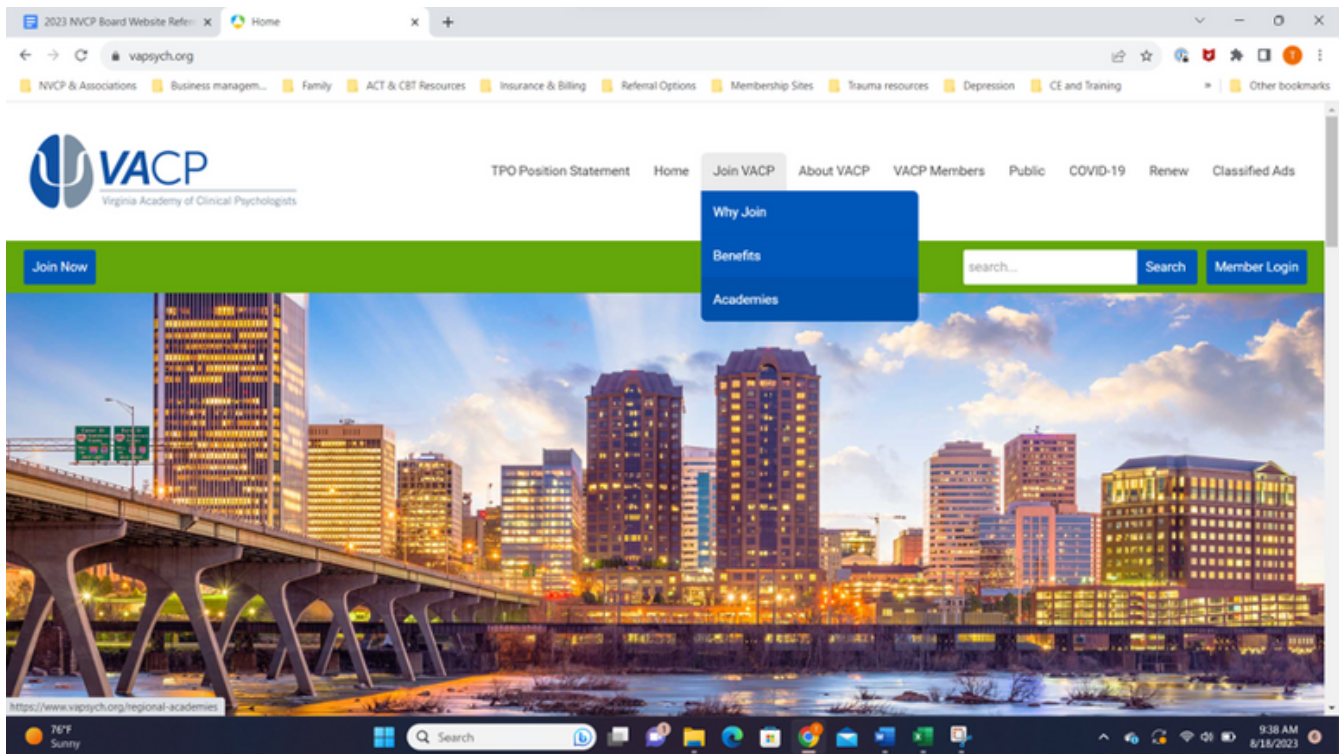 2023 NVCP Board Website Refer
Home
vapsych.org
NVCP & Associations
Business managem...
Family
ACT & CBT Resources
Insurance & Billing
Referral Options
Membership Sites
Trauma resources
Depression
CE and Training
»
Other bookmarks
VACP
Virginia Academy of Clinical Psychologists
TPO Position Statement
Home
Join VACP
About VACP
VACP Members
Public
COVID-19
Renew
Classified Ads
Why Join
Benefits
Academies
Join Now
search...
Search
Member Login
https://www.vapsych.org/regional-academies
76°F
Sunny
Search
9:38 AM
8/18/2023